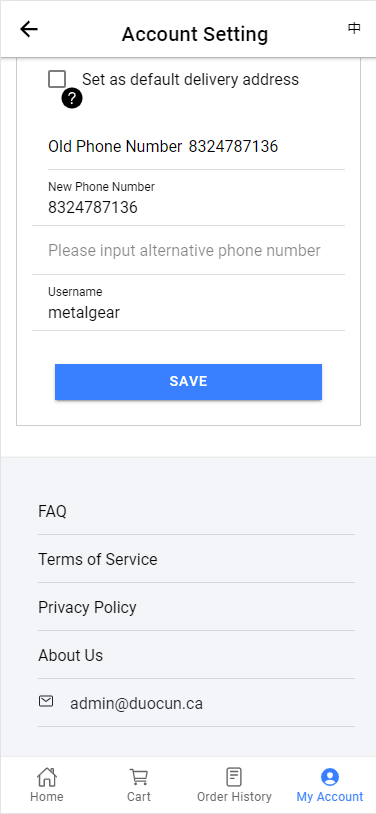 Account Setting
中
Set as default delivery address
?
Old Phone Number 8324787136
New Phone Number
8324787136
Please input alternative phone number
Username
metalgear
SAVE
FAQ
Terms of Service
Privacy Policy
About Us
admin@duocun.ca
Home Cart Order History My Account